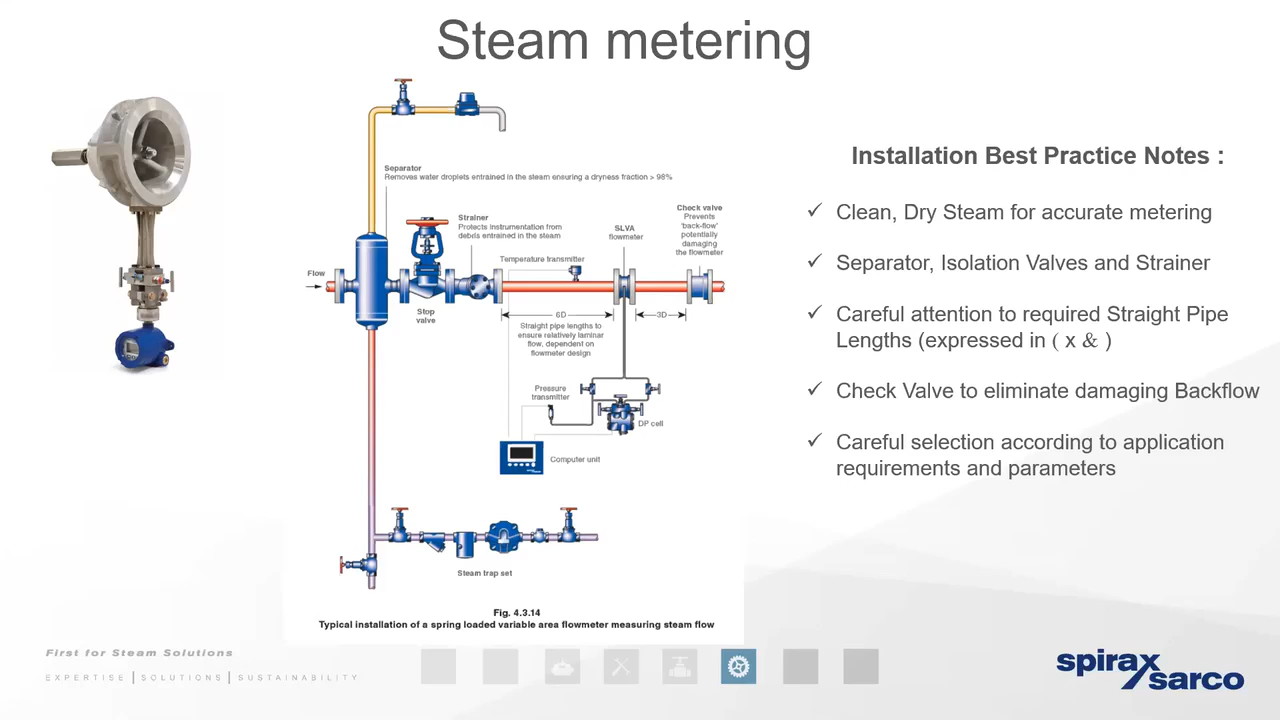 Steam metering
Separator
Removes water droplets entrained in the steam ensuring a dryness fraction > 98%
Strainer
Protects instrumentation from
debris entrained in the steam
Temperature transmitter
SLVA
flowmeter
Check valve
Prevents
'back-flow'
potentially
damaging
the flowmeter
Flow
Stop
valve
6D
3D
Straight pipe lengths to
ensure relatively laminar
flow, dependent on
flowmeter design
Pressure
transmitter
DP cell
Computer unit
Steam trap set
Fig. 4.3.14
Typical installation of a spring loaded variable area flowmeter measuring steam flow
Installation Best Practice Notes :
✓ Clean, Dry Steam for accurate metering
✓ Separator, Isolation Valves and Strainer
✓ Careful attention to required Straight Pipe
Lengths (expressed in ( x & )
✓ Check Valve to eliminate damaging Backflow
✓ Careful selection according to application
requirements and parameters
First for Steam Solutions
EXPERTISE | SOLUTIONS | SUSTAINABILITY
spirax
sarco